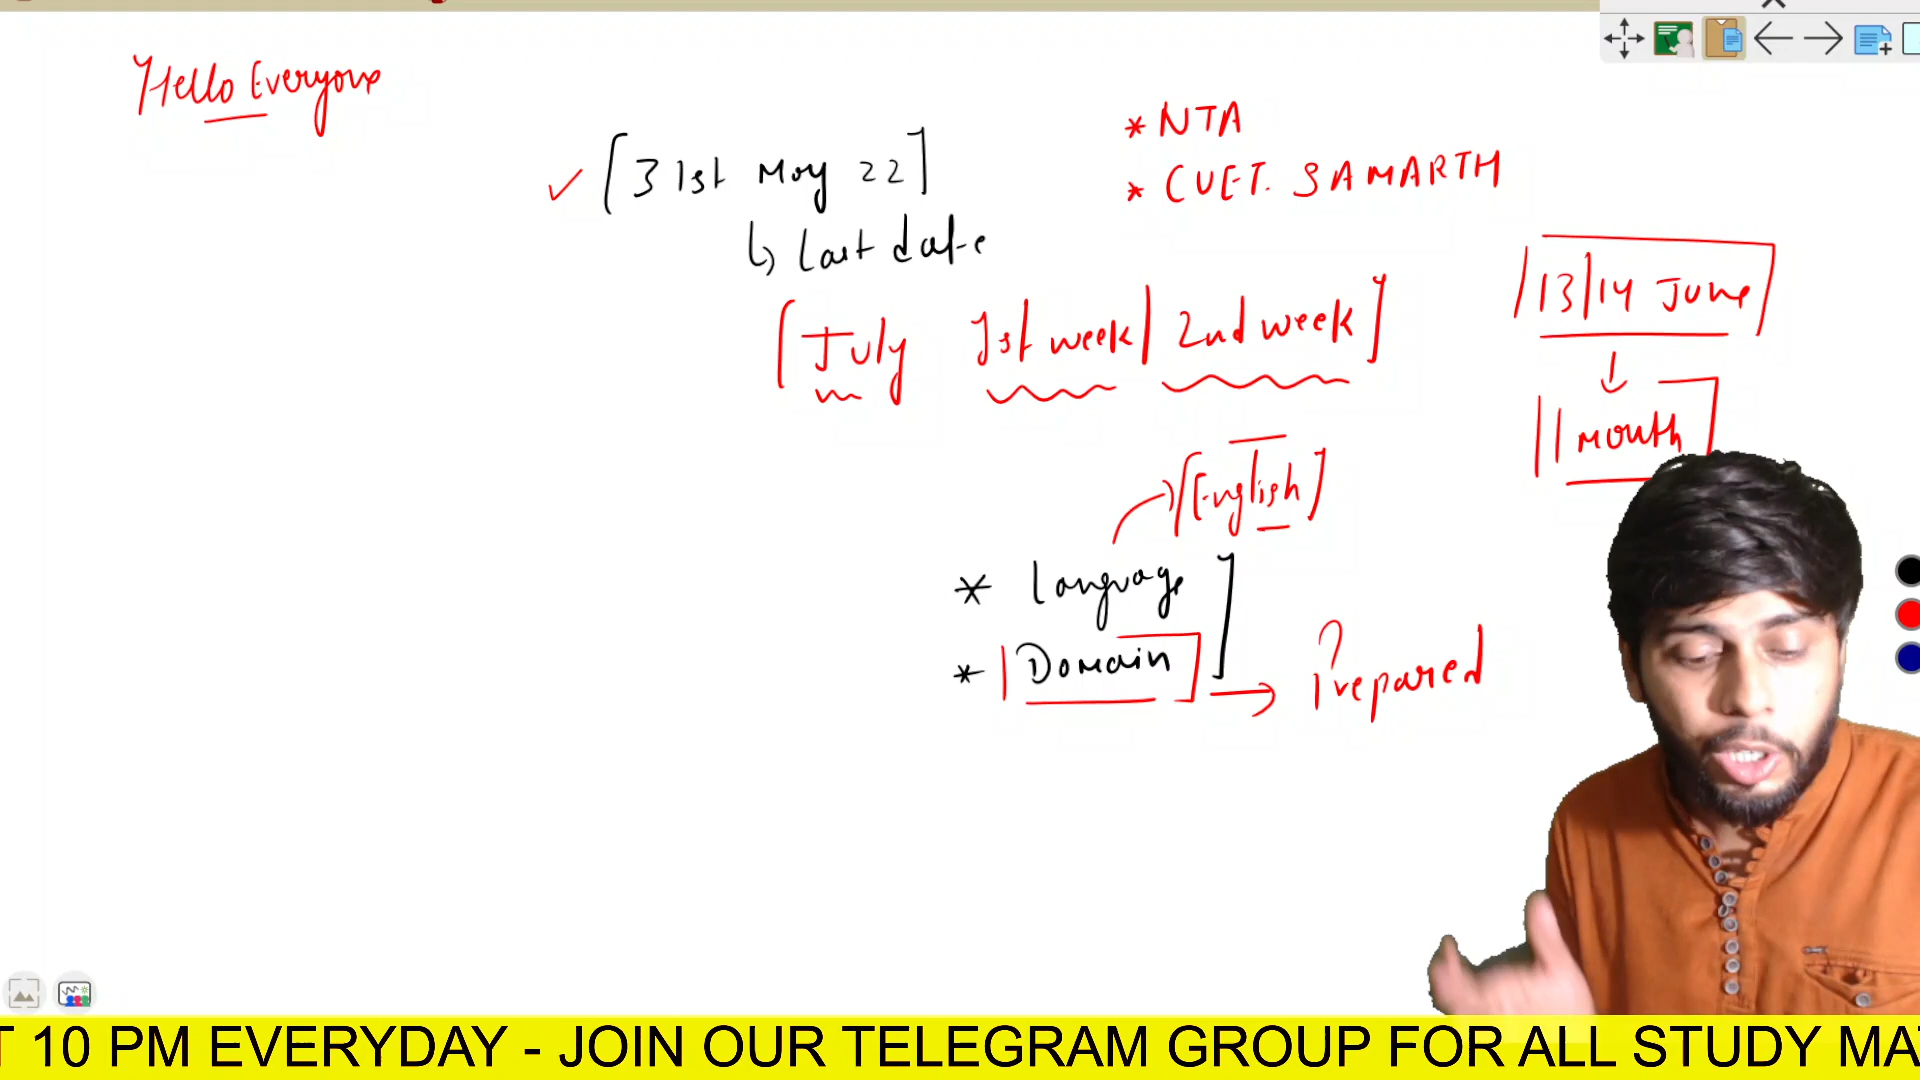 Hello Everyone
[31st May 22]
↳ Last date
* NTA
* CUET. SAMARTH
[July 1st week | 2nd week]
13|14 June
↓
1 month
[English]
* Language
* Domain → Prepared
T 10 PM EVERYDAY - JOIN OUR TELEGRAM GROUP FOR ALL STUDY MA